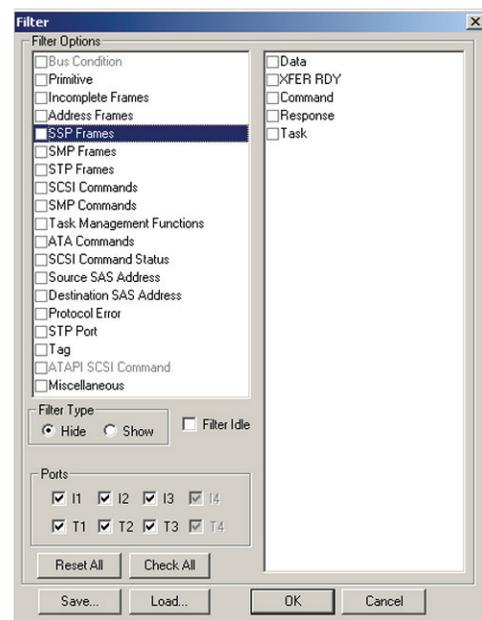 Filter
Filter Options
Bus Condition
Primitive
Incomplete Frames
Address Frames
SSP Frames
SMP Frames
STP Frames
SCSI Commands
SMP Commands
Task Management Functions
ATA Commands
SCSI Command Status
Source SAS Address
Destination SAS Address
Protocol Error
STP Port
Tag
ATAPI SCSI Command
Miscellaneous
Data
XFER RDY
Command
Response
Task
Filter Type
Hide Show
Filter Idle
Ports
I1 I2 I3 I4
T1 T2 T3 T4
Reset All Check All
Save... Load... OK Cancel